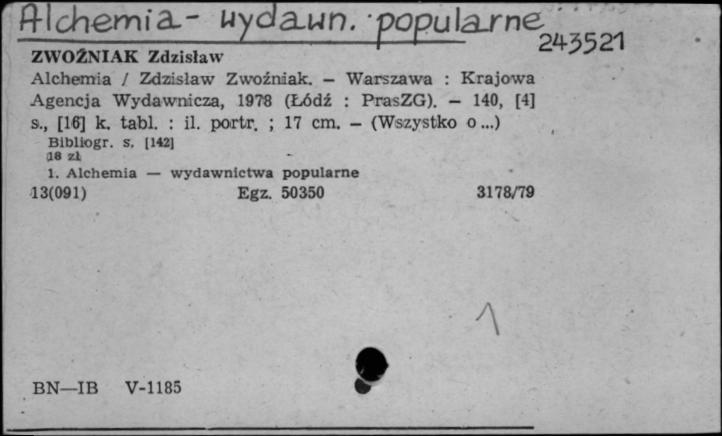 Alchemia - wydawn. popularne
243521
ZWOŹNIAK Zdzisław
Alchemia / Zdzisław Zwoźniak. — Warszawa : Krajowa
Agencja Wydawnicza, 1978 (Łódź : PrasZG). — 140, [4]
s., [16] k. tabl. : il. portr. ; 17 cm. — (Wszystko o ...)
Bibliogr. s. [142]
18 zł
1. Alchemia — wydawnictwa popularne
13(091) Egz. 50350 3178/79
BN—IB V-1185